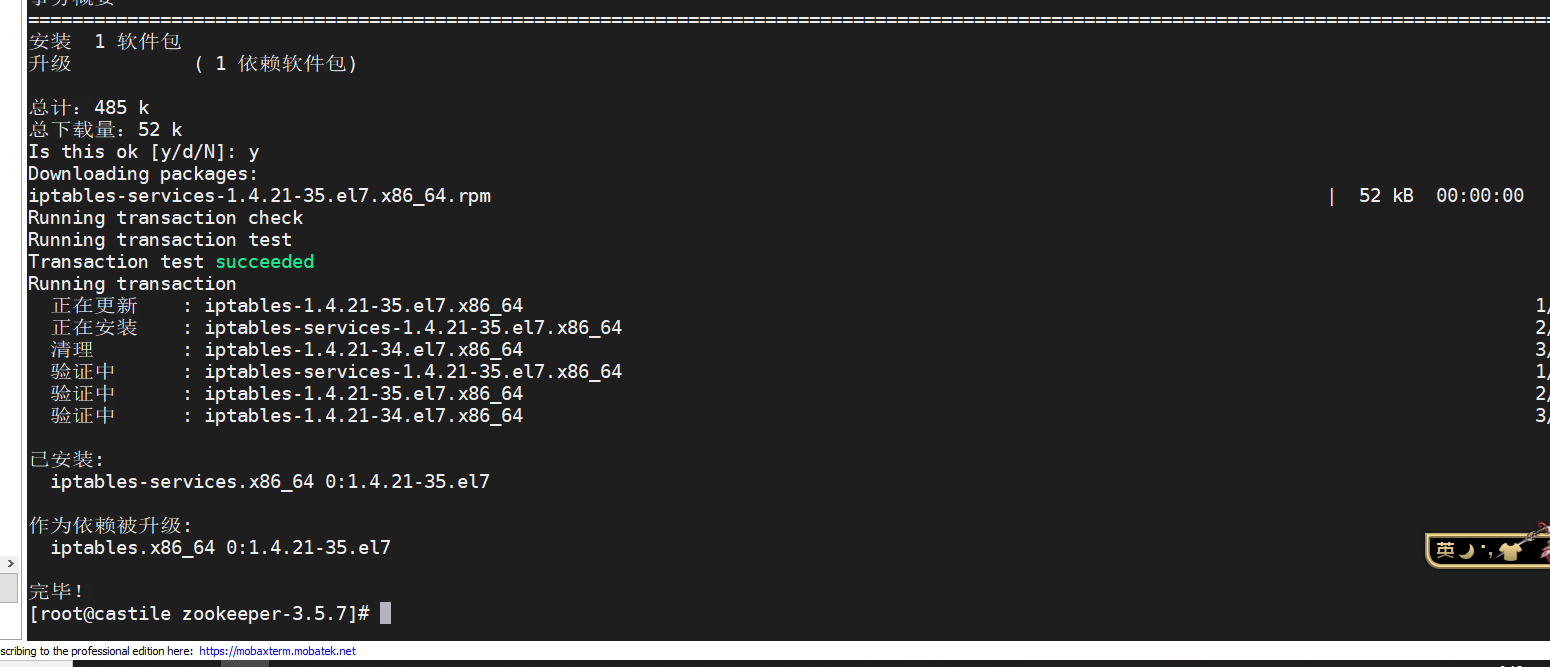 事务概要
================================================================================
安装  1 软件包
升级           ( 1 依赖软件包)
总计：485 k
总下载量：52 k
Is this ok [y/d/N]: y
Downloading packages:
iptables-services-1.4.21-35.el7.x86_64.rpm | 52 kB 00:00:00
Running transaction check
Running transaction test
Transaction test succeeded
Running transaction
正在更新    : iptables-1.4.21-35.el7.x86_64 1/
正在安装    : iptables-services-1.4.21-35.el7.x86_64 2/
清理        : iptables-1.4.21-34.el7.x86_64 3/
验证中      : iptables-services-1.4.21-35.el7.x86_64 1/
验证中      : iptables-1.4.21-35.el7.x86_64 2/
验证中      : iptables-1.4.21-34.el7.x86_64 3/
已安装:
iptables-services.x86_64 0:1.4.21-35.el7
作为依赖被升级:
iptables.x86_64 0:1.4.21-35.el7
英
完毕！
[root@castile zookeeper-3.5.7]#
scribing to the professional edition here: https://mobaxterm.mobatek.net